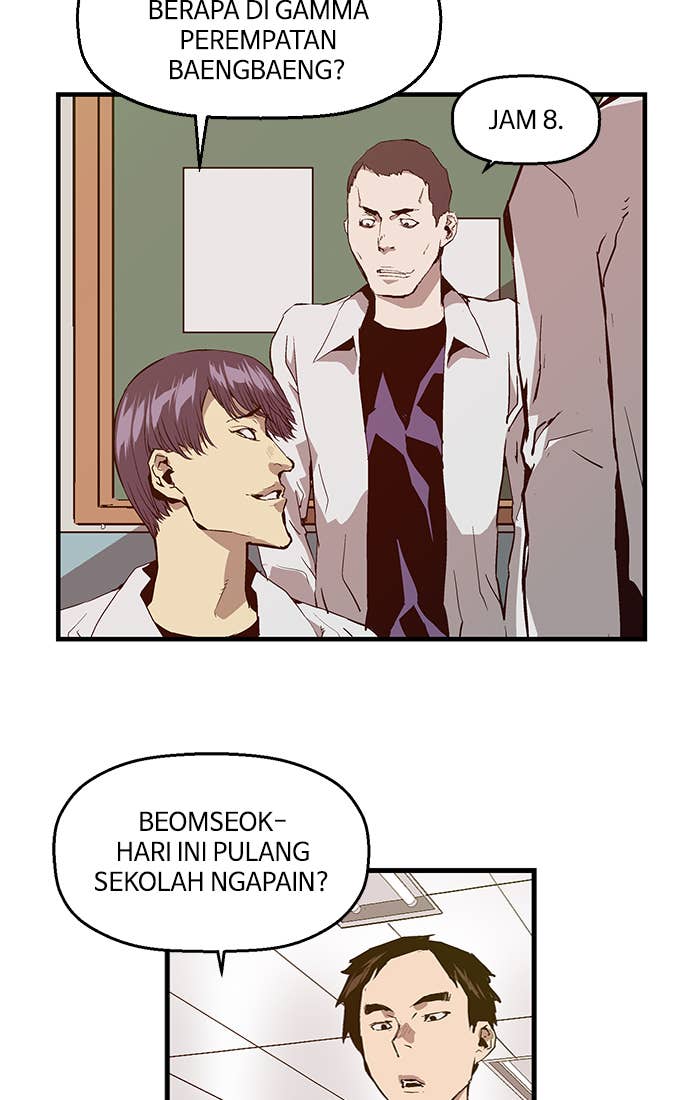 BERAPA DI GAMMA
PEREMPATAN
BAENGBAENG?
JAM 8.
BEOMSEOK-
HARI INI PULANG
SEKOLAH NGAPAIN?